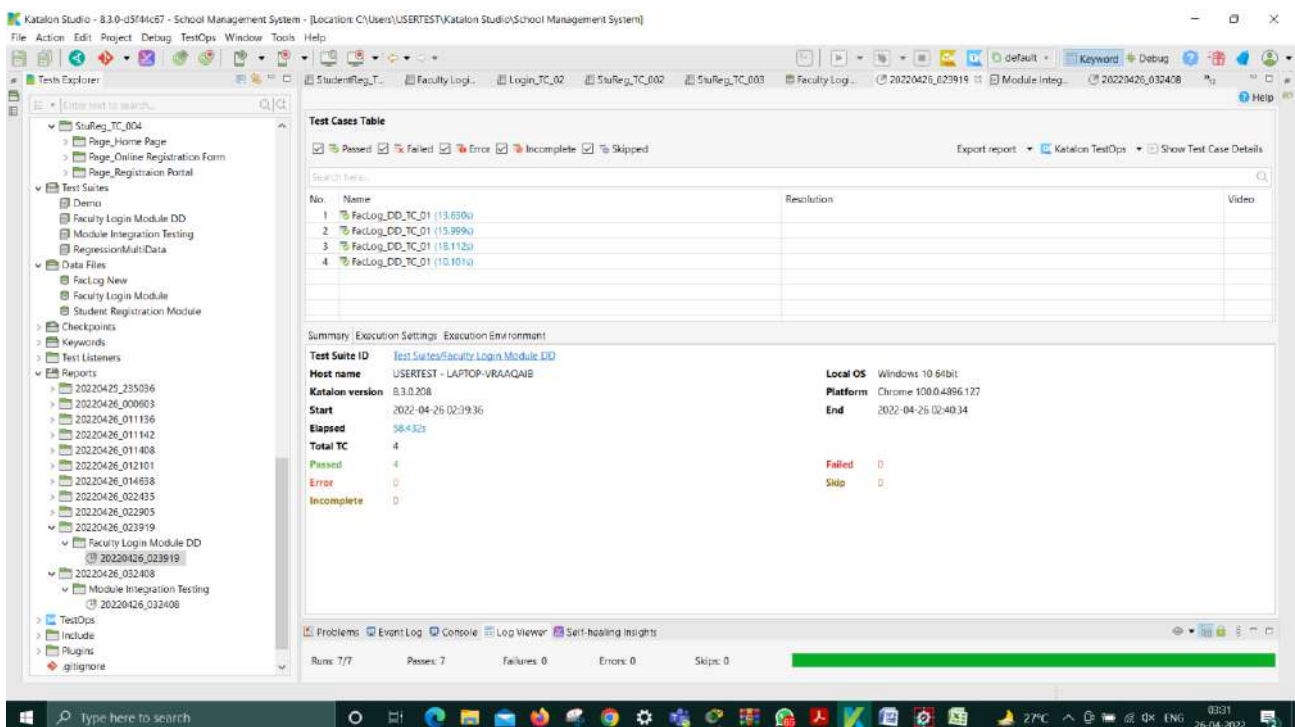 Katalon Studio - 8.3.0-d5f44c67 - School Management System - [Location: C:\Users\USERTEST\Katalon Studio\School Management System]
File Action Edit Project Debug TestOps Window Tools Help
default Keyword Debug
Tests Explorer
StudentReg_T... Faculty Logi... Login_TC_02 StuReg_TC_002 StuReg_TC_003 Faculty Log... 20220426_023919 Module Integ... 20220426_032408
Help
Enter text to search...
StuReg_TC_004
Page_Home Page
Page_Online Registration Form
Page_Registraion Portal
Test Suites
Demo
Faculty Login Module DD
Module Integration Testing
RegressionMultiData
Data Files
FacLog New
Faculty Login Module
Student Registration Module
Checkpoints
Keywords
Test Listeners
Reports
20220425_235036
20220426_000603
20220426_011136
20220426_011142
20220426_011408
20220426_012101
20220426_014638
20220426_022435
20220426_022905
20220426_023919
Faculty Login Module DD
20220426_023919
20220426_032408
Module Integration Testing
20220426_032408
TestOps
Include
Plugins
.gitignore
Test Cases Table
Passed Failed Error Incomplete Skipped
Export report Katalon TestOps Show Test Case Details
Search here...
No. Name Resolution Video
1 FacLog_DD_TC_01 (13.630s)
2 FacLog_DD_TC_01 (15.999s)
3 FacLog_DD_TC_01 (18.112s)
4 FacLog_DD_TC_01 (10.101s)
Summary Execution Settings Execution Environment
Test Suite ID Test Suites/Faculty Login Module DD
Host name USERTEST - LAPTOP-VRAAQAIB Local OS Windows 10 64bit
Katalon version 8.3.0.208 Platform Chrome 100.0.4896.127
Start 2022-04-26 02:39:36 End 2022-04-26 02:40:34
Elapsed 58.432s
Total TC 4
Passed 4 Failed 0
Error 0 Skip 0
Incomplete 0
Problems Event Log Console Log Viewer Self-healing Insights
Runs: 7/7 Passes: 7 Failures: 0 Errors: 0 Skips: 0
Type here to search
27°C ENG 03:31
26-04-2022